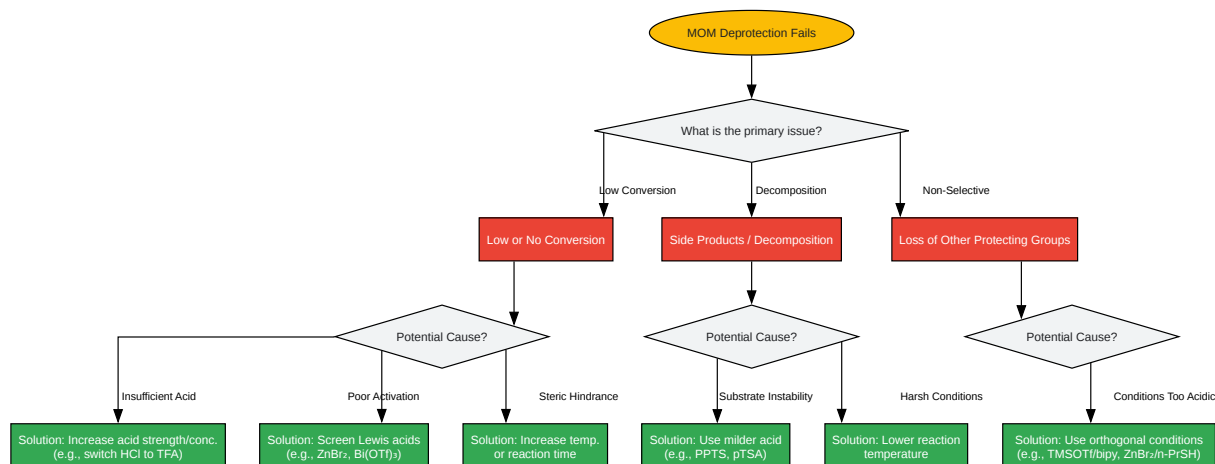 MOM Deprotection Fails
What is the primary issue?
Low Conversion
Decomposition
Non-Selective
Low or No Conversion
Side Products / Decomposition
Loss of Other Protecting Groups
Potential Cause?
Potential Cause?
Potential Cause?
Insufficient Acid
Poor Activation
Steric Hindrance
Substrate Instability
Harsh Conditions
Conditions Too Acidic
Solution: Increase acid strength/conc.
(e.g., switch HCl to TFA)
Solution: Screen Lewis acids
(e.g., ZnBr₂, Bi(OTf)₃)
Solution: Increase temp.
or reaction time
Solution: Use milder acid
(e.g., PPTS, pTSA)
Solution: Lower reaction
temperature
Solution: Use orthogonal conditions
(e.g., TMSOTf/bipy, ZnBr₂/n-PrSH)